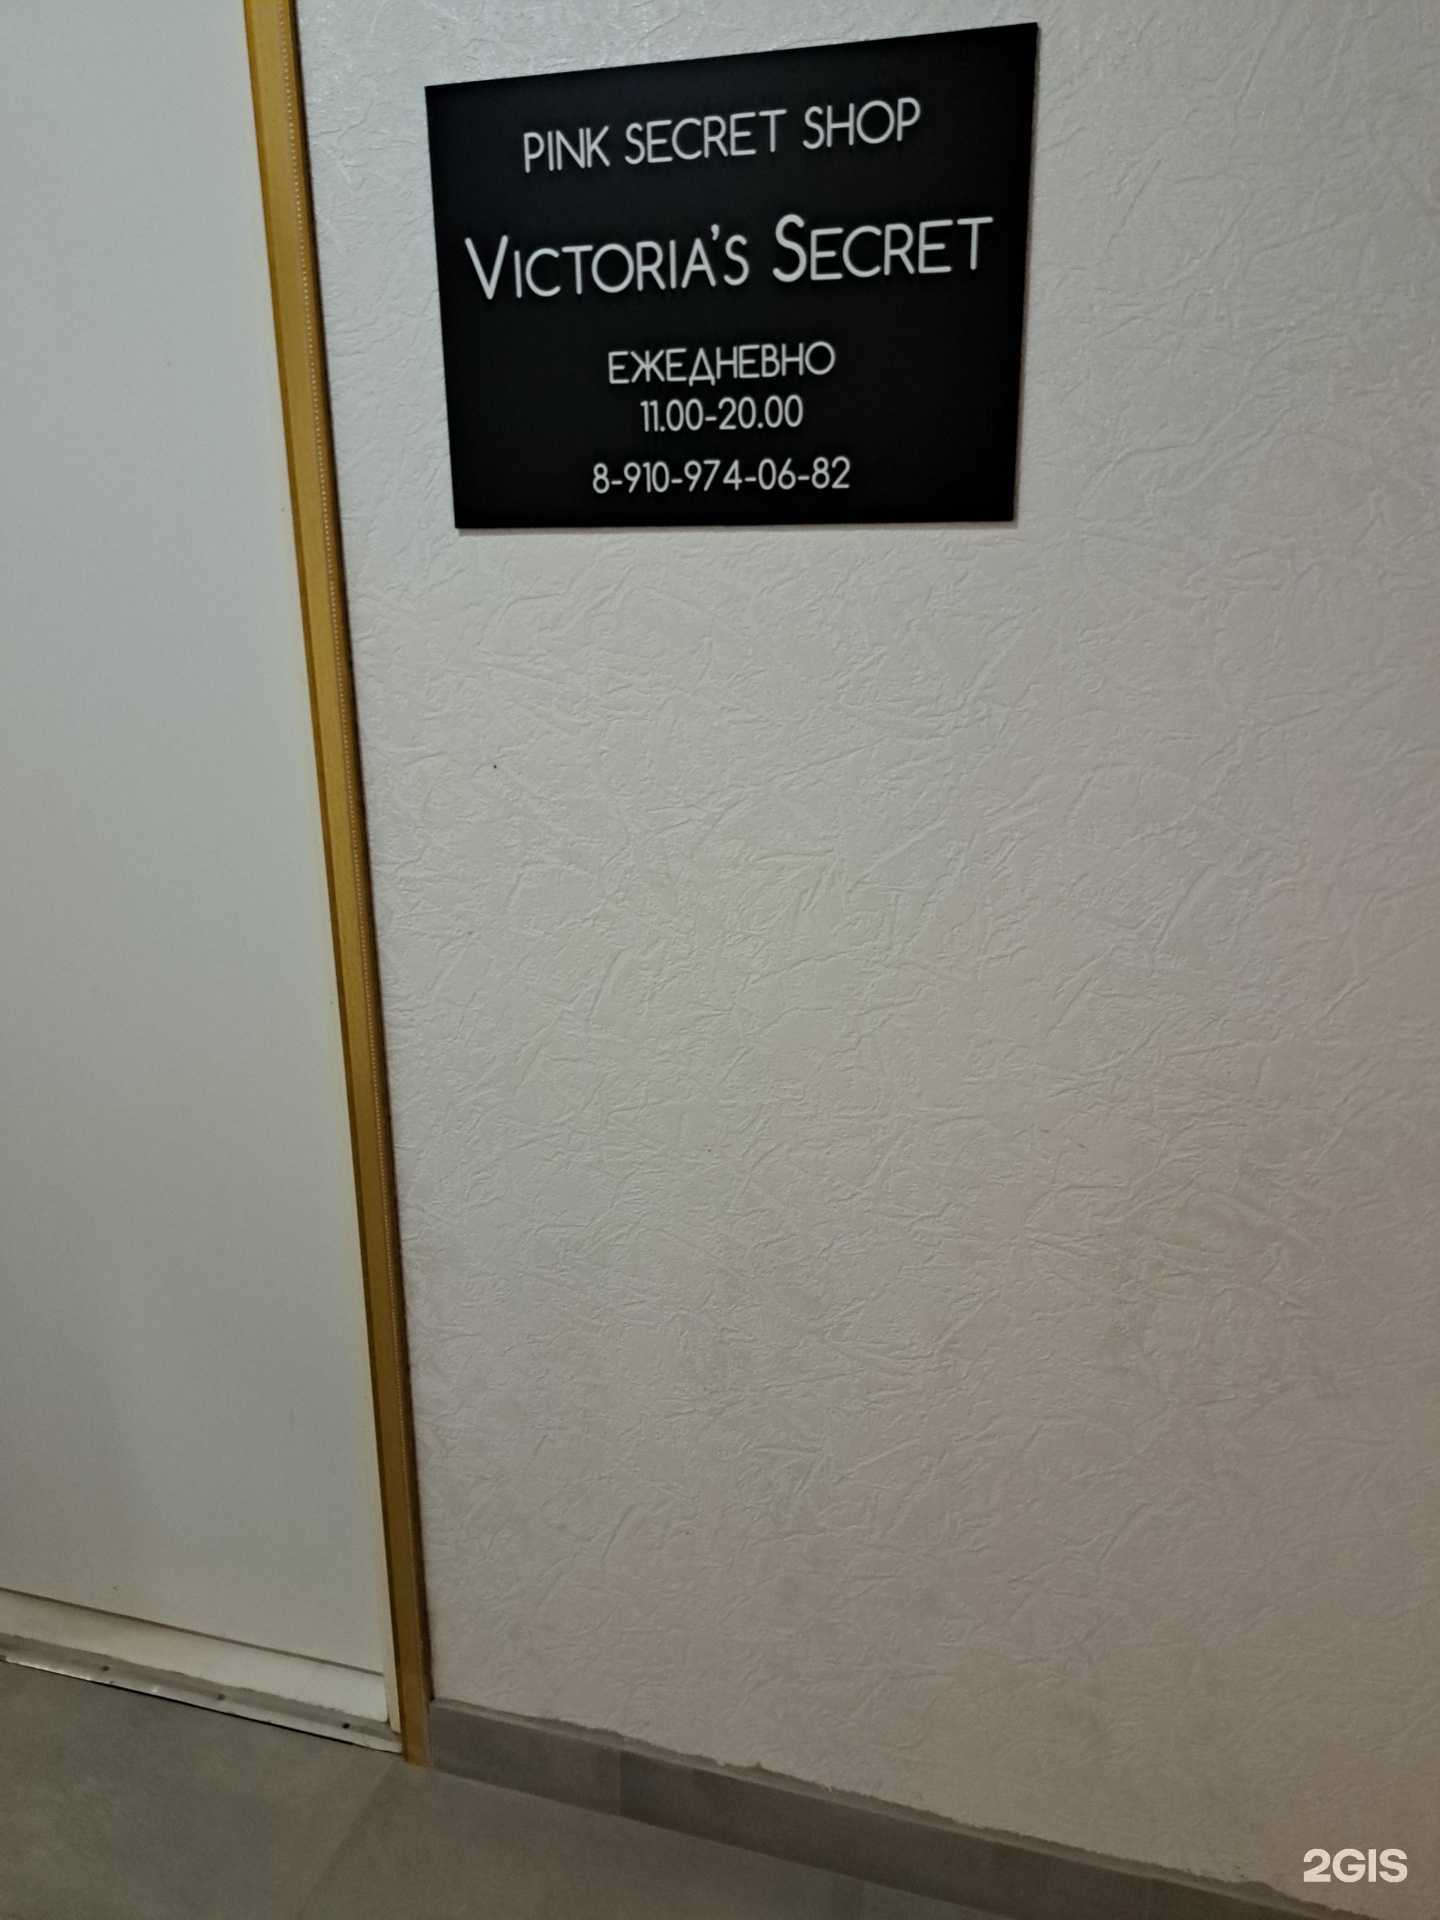 PINK SECRET SHOP
VICTORIA'S SECRET
ЕЖЕДНЕВНО
11.00-20.00
8-910-974-06-82
2GIS